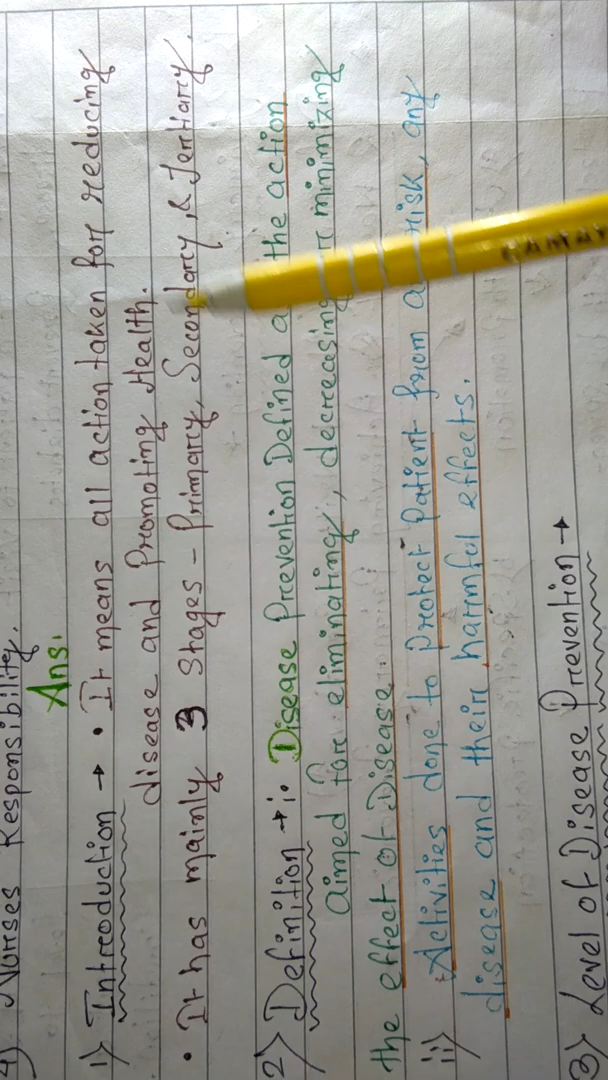 4) Nurses Responsibility.
Ans:
1) Introduction → • It means all action taken for reducing
disease and Promoting Health.
• It has mainly 3 Stages - Primary, Secondary, & Tertiary.
2) Definition → i. Disease Prevention Defined a the action
aimed for eliminating, decreasing r minimizing
the effect of Disease.
ii) Activities done to protect Patient from a risk, any
disease and their harmful effects.
3) Level of Disease Prevention →